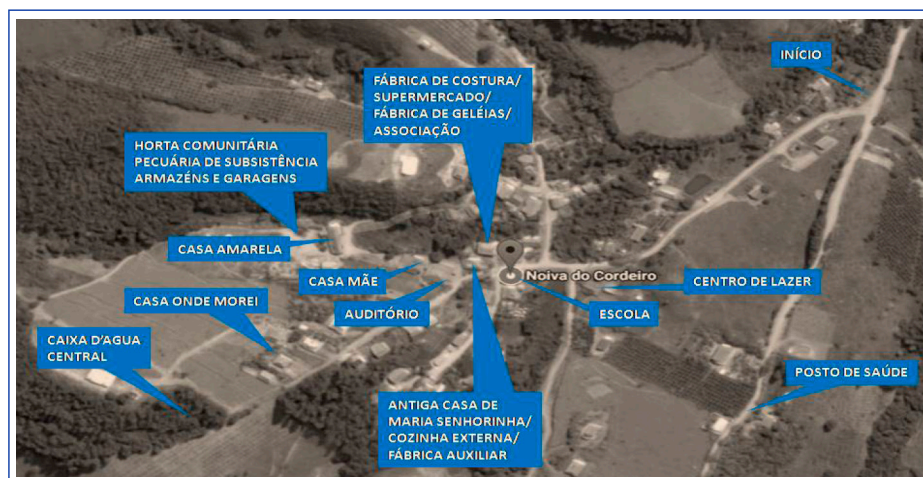 INÍCIO
FÁBRICA DE COSTURA/
SUPERMERCADO/
FÁBRICA DE GELÉIAS/
ASSOCIAÇÃO
HORTA COMUNITÁRIA
PECUÁRIA DE SUBSISTÊNCIA
ARMAZÉNS E GARAGENS
CASA AMARELA
CASA MÃE
Noiva do Cordeiro
CENTRO DE LAZER
CASA ONDE MOREI
AUDITÓRIO
ESCOLA
CAIXA D'AGUA
CENTRAL
POSTO DE SAÚDE
ANTIGA CASA DE
MARIA SENHORINHA/
COZINHA EXTERNA/
FÁBRICA AUXILIAR